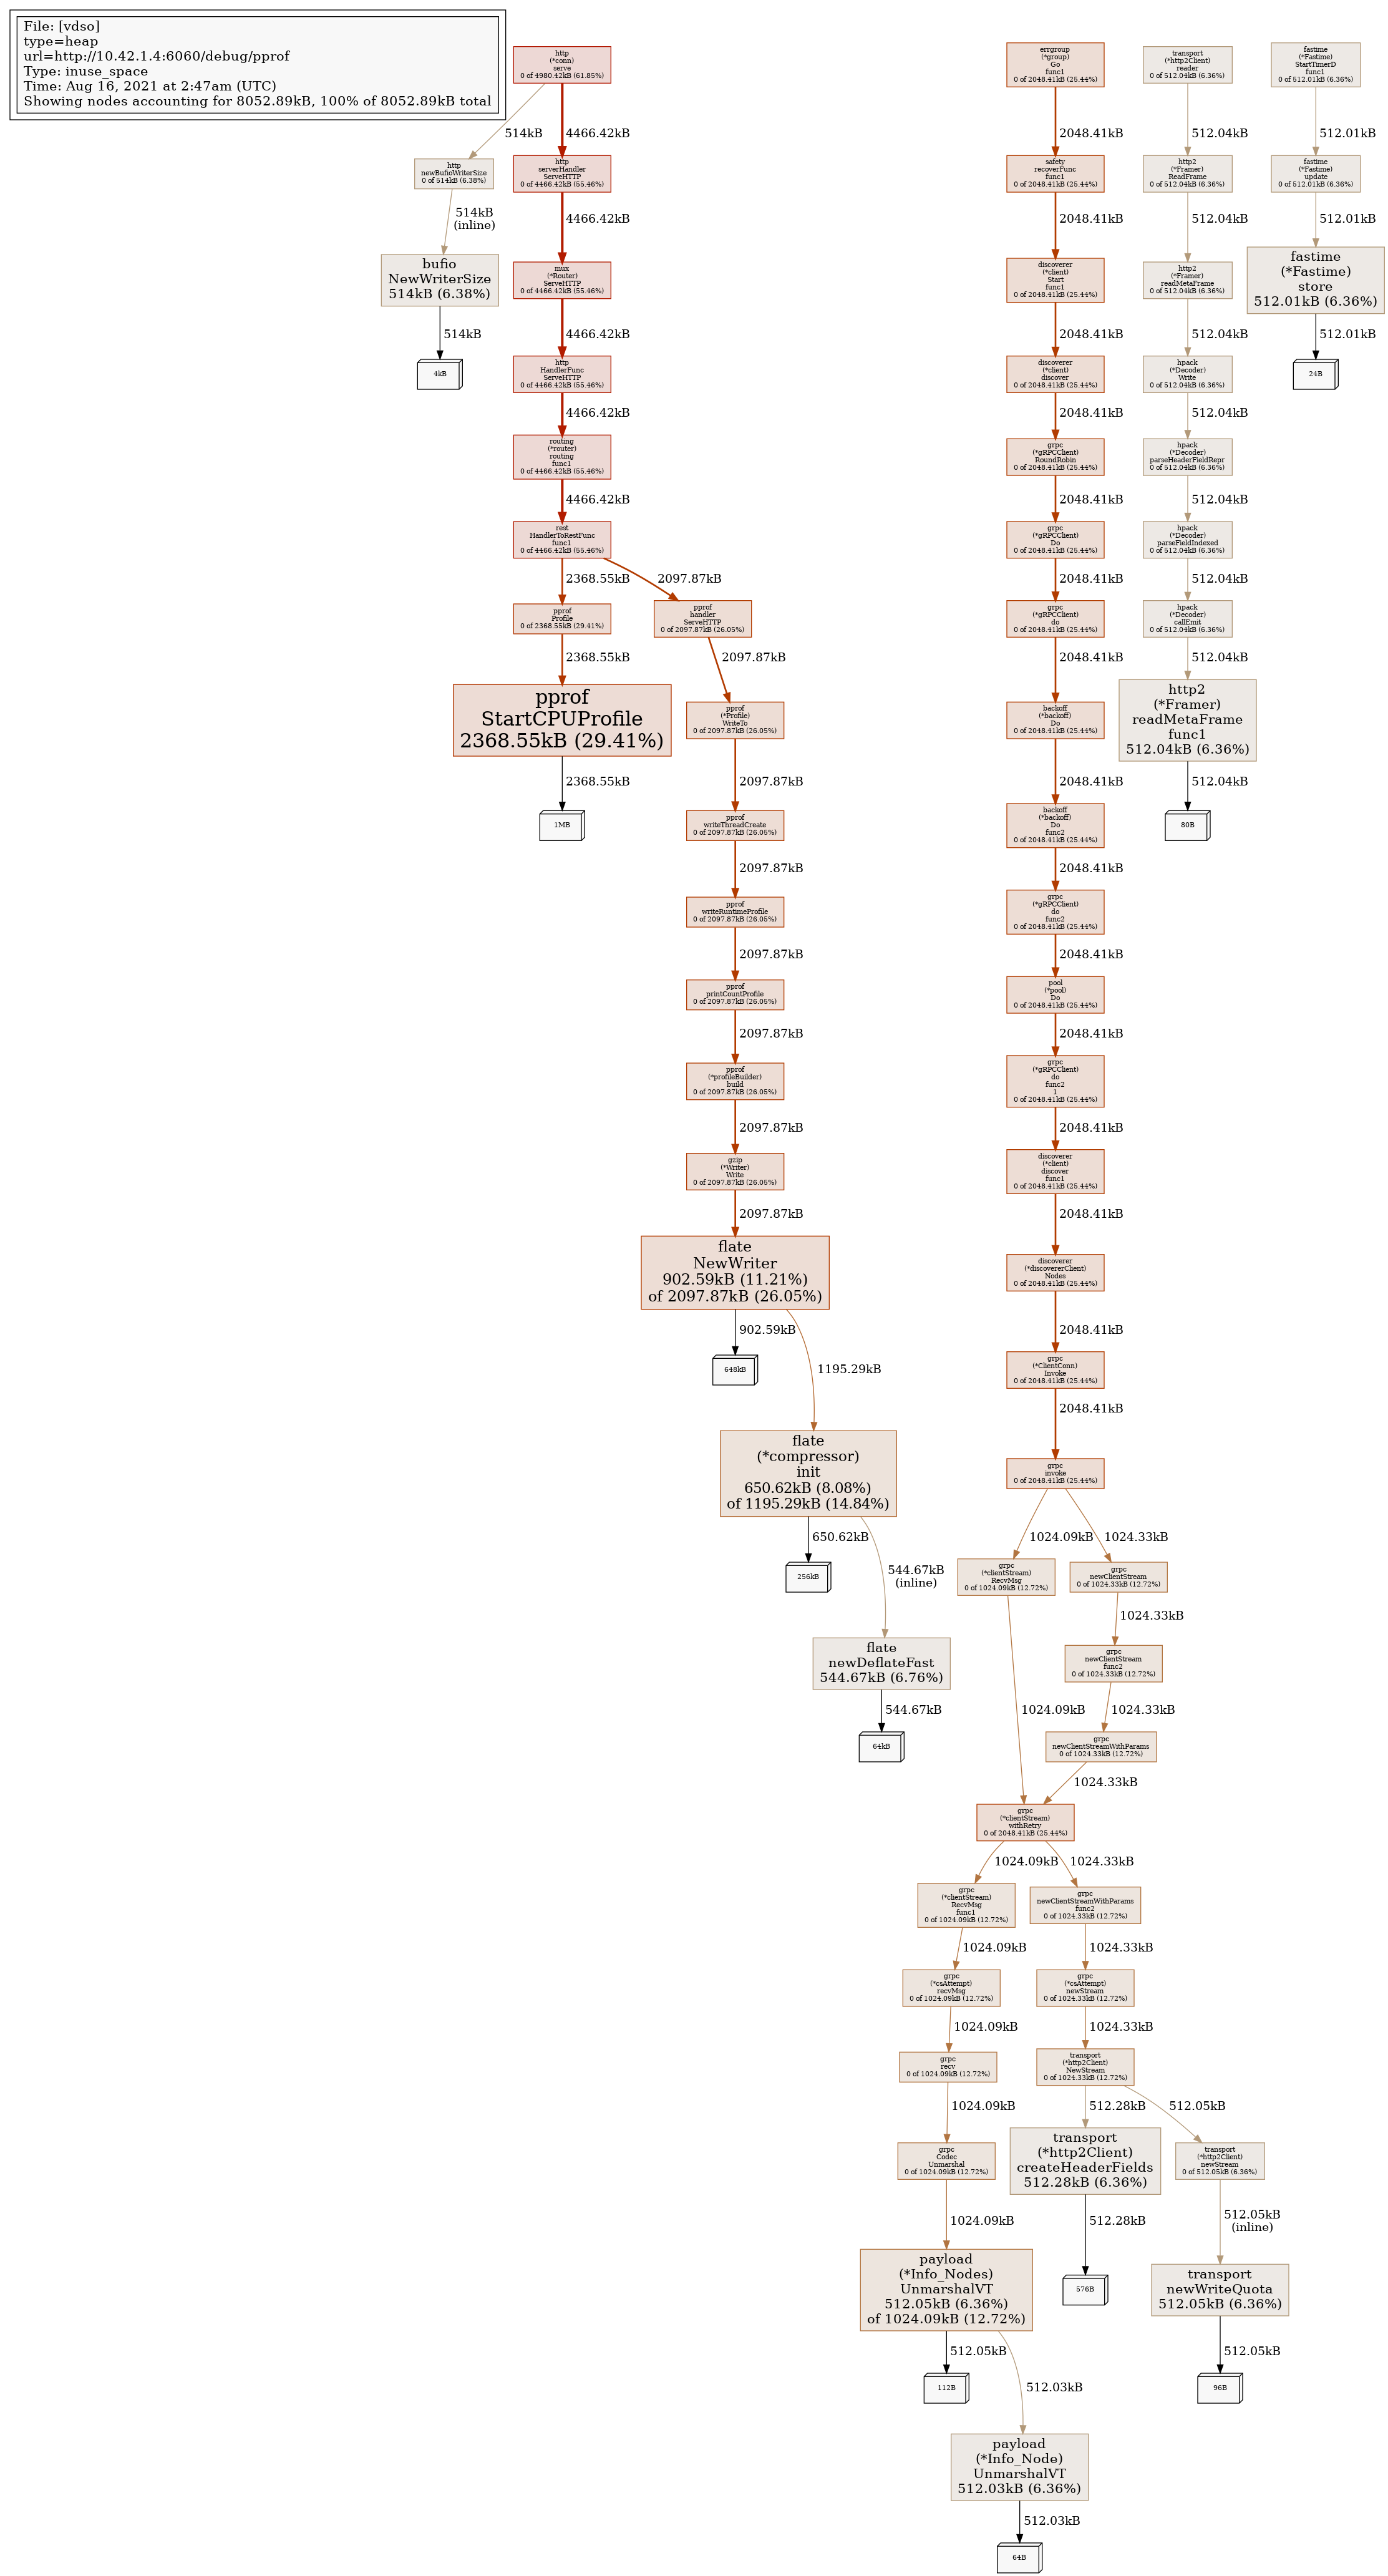 File: [vdso]
type=heap
url=http://10.42.1.4:6060/debug/pprof
Type: inuse_space
Time: Aug 16, 2021 at 2:47am (UTC)
Showing nodes accounting for 8052.89kB, 100% of 8052.89kB total
http
(*conn)
serve
0 of 4980.42kB (61.85%)
514kB
4466.42kB
http
newBufioWriterSize
0 of 514kB (6.38%)
514kB
(inline)
bufio
NewWriterSize
514kB (6.38%)
514kB
4kB
http
serverHandler
ServeHTTP
0 of 4466.42kB (55.46%)
4466.42kB
mux
(*Router)
ServeHTTP
0 of 4466.42kB (55.46%)
4466.42kB
http
HandlerFunc
ServeHTTP
0 of 4466.42kB (55.46%)
4466.42kB
routing
(*router)
routing
func1
0 of 4466.42kB (55.46%)
4466.42kB
rest
HandlerToRestFunc
func1
0 of 4466.42kB (55.46%)
2368.55kB
2097.87kB
pprof
Profile
0 of 2368.55kB (29.41%)
2368.55kB
pprof
StartCPUProfile
2368.55kB (29.41%)
2368.55kB
1MB
pprof
handler
ServeHTTP
0 of 2097.87kB (26.05%)
2097.87kB
pprof
(*Profile)
WriteTo
0 of 2097.87kB (26.05%)
2097.87kB
pprof
writeThreadCreate
0 of 2097.87kB (26.05%)
2097.87kB
pprof
writeRuntimeProfile
0 of 2097.87kB (26.05%)
2097.87kB
pprof
printCountProfile
0 of 2097.87kB (26.05%)
2097.87kB
pprof
(*profileBuilder)
build
0 of 2097.87kB (26.05%)
2097.87kB
gzip
(*Writer)
Write
0 of 2097.87kB (26.05%)
2097.87kB
flate
NewWriter
902.59kB (11.21%)
of 2097.87kB (26.05%)
902.59kB
648kB
1195.29kB
flate
(*compressor)
init
650.62kB (8.08%)
of 1195.29kB (14.84%)
650.62kB
256kB
544.67kB
(inline)
flate
newDeflateFast
544.67kB (6.76%)
544.67kB
64kB
errgroup
(*group)
Go
func1
0 of 2048.41kB (25.44%)
2048.41kB
safety
recoverFunc
func1
0 of 2048.41kB (25.44%)
2048.41kB
discoverer
(*client)
Start
func1
0 of 2048.41kB (25.44%)
2048.41kB
discoverer
(*client)
discover
0 of 2048.41kB (25.44%)
2048.41kB
grpc
(*gRPCClient)
RoundRobin
0 of 2048.41kB (25.44%)
2048.41kB
grpc
(*gRPCClient)
Do
0 of 2048.41kB (25.44%)
2048.41kB
grpc
(*gRPCClient)
do
0 of 2048.41kB (25.44%)
2048.41kB
backoff
(*backoff)
Do
0 of 2048.41kB (25.44%)
2048.41kB
backoff
(*backoff)
Do
func2
0 of 2048.41kB (25.44%)
2048.41kB
grpc
(*gRPCClient)
do
func2
0 of 2048.41kB (25.44%)
2048.41kB
pool
(*pool)
Do
0 of 2048.41kB (25.44%)
2048.41kB
grpc
(*gRPCClient)
do
func2
1
0 of 2048.41kB (25.44%)
2048.41kB
discoverer
(*client)
discover
func1
0 of 2048.41kB (25.44%)
2048.41kB
discoverer
(*discovererClient)
Nodes
0 of 2048.41kB (25.44%)
2048.41kB
grpc
(*ClientConn)
Invoke
0 of 2048.41kB (25.44%)
2048.41kB
grpc
invoke
0 of 2048.41kB (25.44%)
1024.09kB
1024.33kB
grpc
(*clientStream)
RecvMsg
0 of 1024.09kB (12.72%)
1024.09kB
grpc
newClientStream
0 of 1024.33kB (12.72%)
1024.33kB
grpc
newClientStream
func2
0 of 1024.33kB (12.72%)
1024.33kB
grpc
newClientStreamWithParams
0 of 1024.33kB (12.72%)
1024.33kB
grpc
(*clientStream)
withRetry
0 of 2048.41kB (25.44%)
1024.09kB
1024.33kB
grpc
(*clientStream)
RecvMsg
func1
0 of 1024.09kB (12.72%)
1024.09kB
grpc
(*csAttempt)
recvMsg
0 of 1024.09kB (12.72%)
1024.09kB
grpc
recv
0 of 1024.09kB (12.72%)
1024.09kB
grpc
Codec
Unmarshal
0 of 1024.09kB (12.72%)
1024.09kB
payload
(*Info_Nodes)
UnmarshalVT
512.05kB (6.36%)
of 1024.09kB (12.72%)
512.05kB
112B
512.03kB
payload
(*Info_Node)
UnmarshalVT
512.03kB (6.36%)
512.03kB
64B
grpc
newClientStreamWithParams
func2
0 of 1024.33kB (12.72%)
1024.33kB
grpc
(*csAttempt)
newStream
0 of 1024.33kB (12.72%)
1024.33kB
transport
(*http2Client)
NewStream
0 of 1024.33kB (12.72%)
512.28kB
512.05kB
transport
(*http2Client)
createHeaderFields
512.28kB (6.36%)
512.28kB
576B
transport
(*http2Client)
newStream
0 of 512.05kB (6.36%)
512.05kB
(inline)
transport
newWriteQuota
512.05kB (6.36%)
512.05kB
96B
transport
(*http2Client)
reader
0 of 512.04kB (6.36%)
512.04kB
http2
(*Framer)
ReadFrame
0 of 512.04kB (6.36%)
512.04kB
http2
(*Framer)
readMetaFrame
0 of 512.04kB (6.36%)
512.04kB
hpack
(*Decoder)
Write
0 of 512.04kB (6.36%)
512.04kB
hpack
(*Decoder)
parseHeaderFieldRepr
0 of 512.04kB (6.36%)
512.04kB
hpack
(*Decoder)
parseFieldIndexed
0 of 512.04kB (6.36%)
512.04kB
hpack
(*Decoder)
callEmit
0 of 512.04kB (6.36%)
512.04kB
http2
(*Framer)
readMetaFrame
func1
512.04kB (6.36%)
512.04kB
80B
fastime
(*Fastime)
StartTimerD
func1
0 of 512.01kB (6.36%)
512.01kB
fastime
(*Fastime)
update
0 of 512.01kB (6.36%)
512.01kB
fastime
(*Fastime)
store
512.01kB (6.36%)
512.01kB
24B